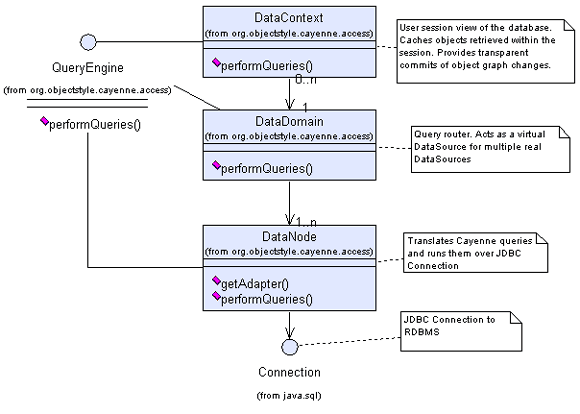 DataContext
(from org.objectstyle.cayenne.access)
performQueries()
User session view of the database.
Caches objects retrieved within the
session. Provides transparent
commits of object graph changes.
QueryEngine
(from org.objectstyle.cayenne.access)
performQueries()
0..n
1
DataDomain
(from org.objectstyle.cayenne.access)
performQueries()
Query router. Acts as a virtual
DataSource for multiple real
DataSources
1..n
DataNode
(from org.objectstyle.cayenne.access)
getAdapter()
performQueries()
Translates Cayenne queries
and runs them over JDBC
Connection
JDBC Connection to
RDBMS
Connection
(from java.sql)